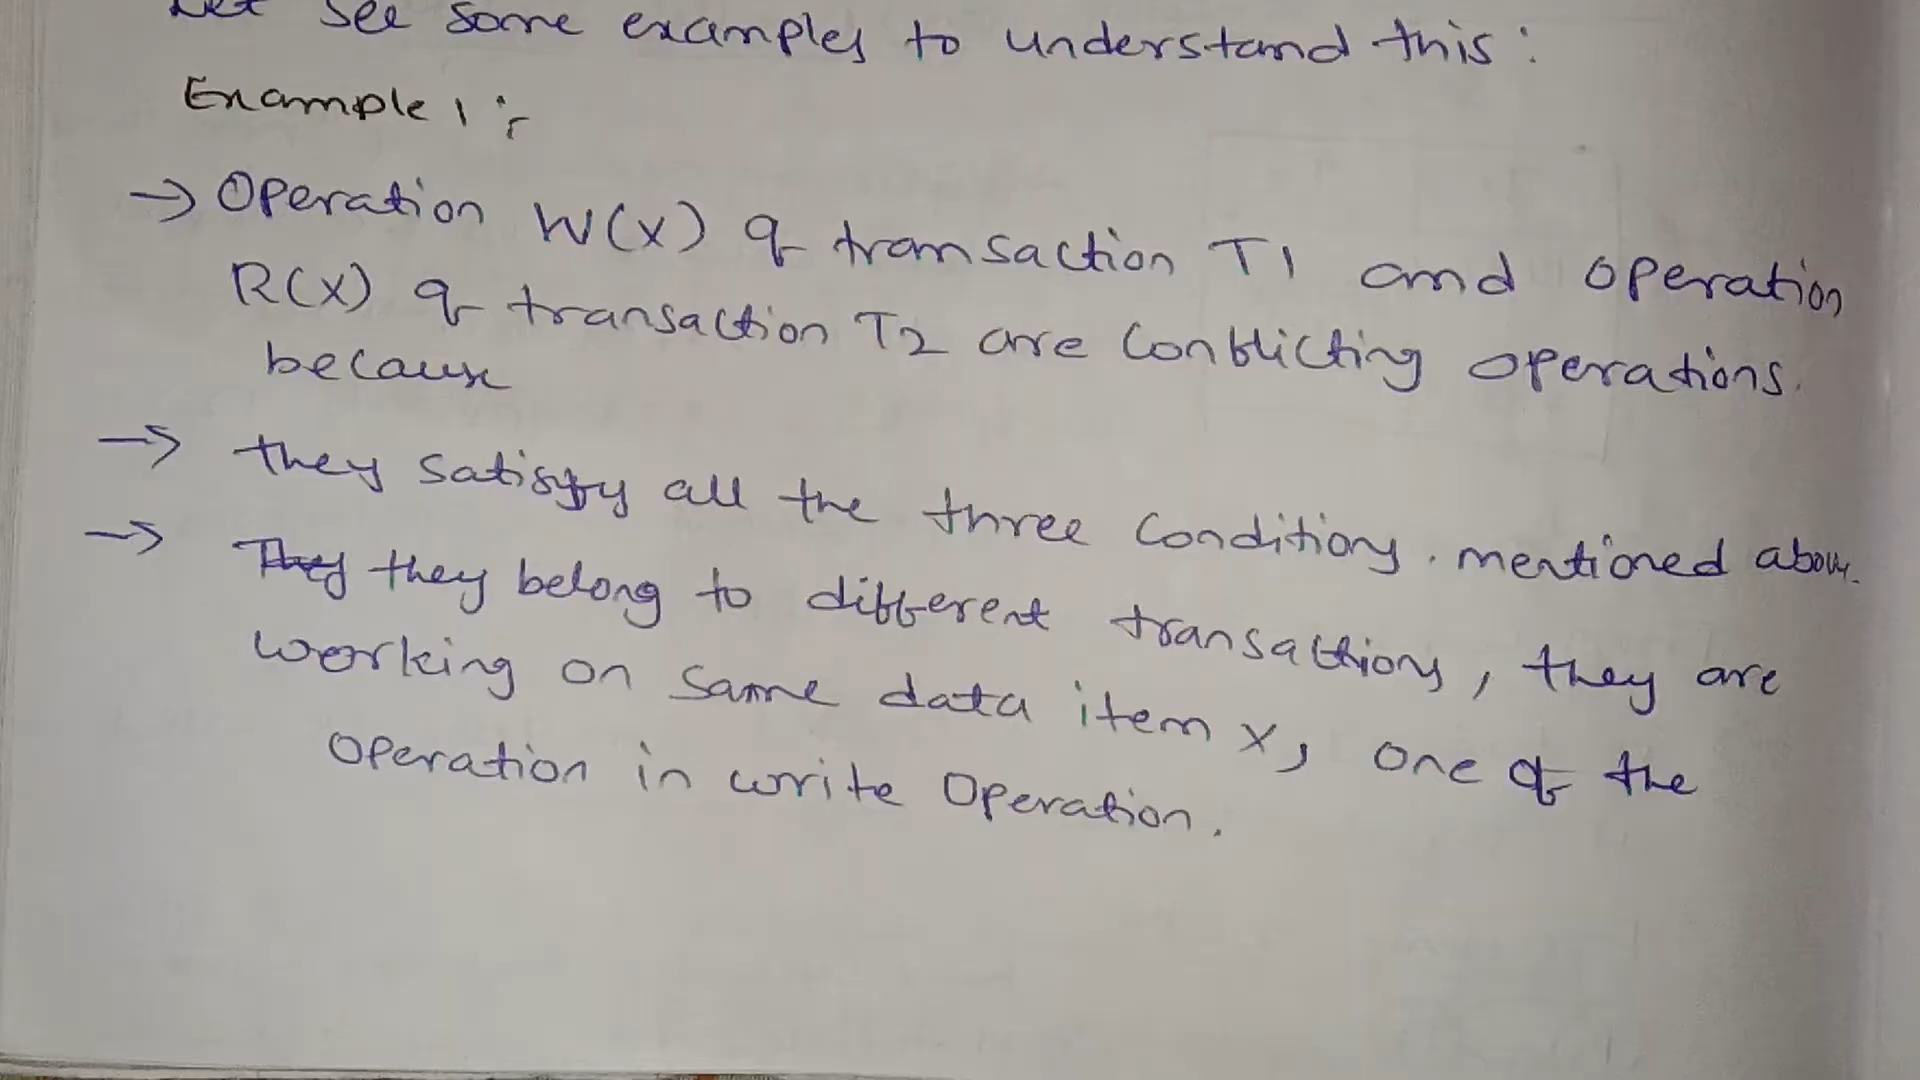 Let see some examples to understand this:
Example 1:
→ Operation W(X) of transaction T1 and operation
R(X) of transaction T2 are conflicting operations.
because
→ they satisfy all the three conditions. mentioned above.
→ They they belong to different transactions, they are
working on same data item X, one of the
operation in write operation.